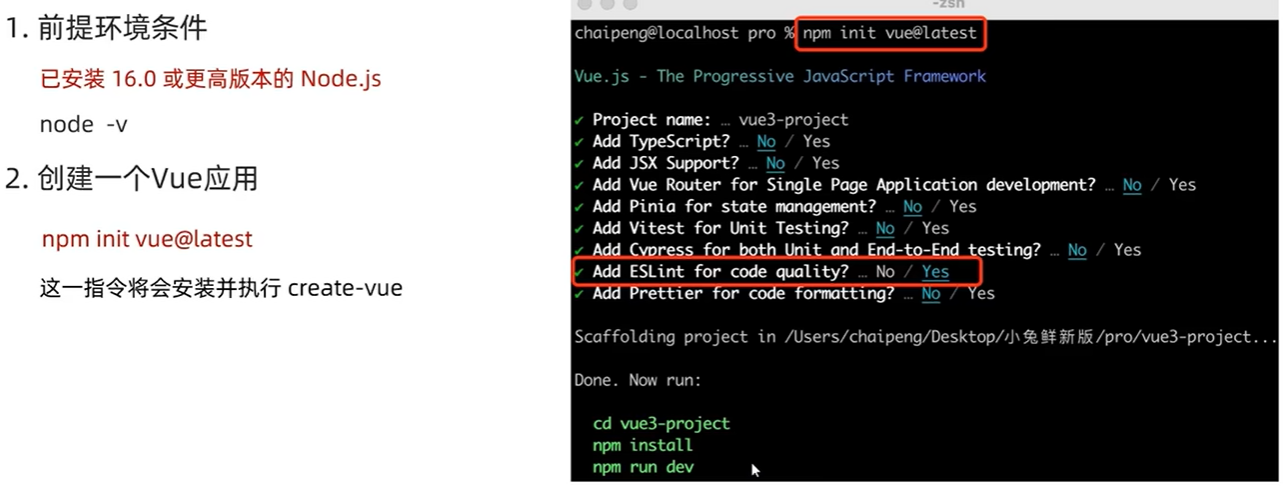 1. 前提环境条件
已安装 16.0 或更高版本的 Node.js
node -v
2. 创建一个Vue应用
npm init vue@latest
这一指令将会安装并执行 create-vue
-zsh
chaipeng@localhost pro % npm init vue@latest
Vue.js - The Progressive JavaScript Framework
✔ Project name: … vue3-project
✔ Add TypeScript? … No / Yes
✔ Add JSX Support? … No / Yes
✔ Add Vue Router for Single Page Application development? … No / Yes
✔ Add Pinia for state management? … No / Yes
✔ Add Vitest for Unit Testing? … No / Yes
✔ Add Cypress for both Unit and End-to-End testing? … No / Yes
✔ Add ESLint for code quality? … No / Yes
✔ Add Prettier for code formatting? … No / Yes
Scaffolding project in /Users/chaipeng/Desktop/小兔鲜新版/pro/vue3-project...
Done. Now run:
cd vue3-project
npm install
npm run dev